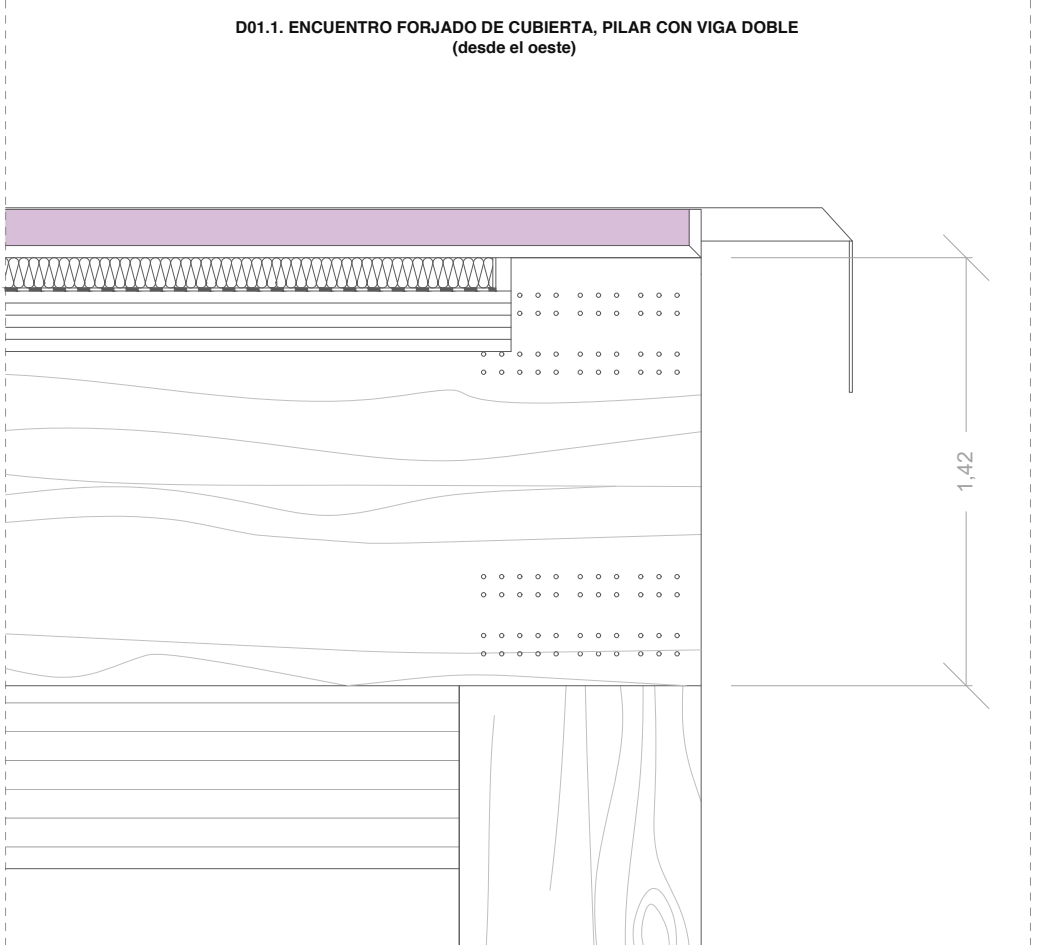 D01.1. ENCUENTRO FORJADO DE CUBIERTA, PILAR CON VIGA DOBLE
(desde el oeste)
1,42